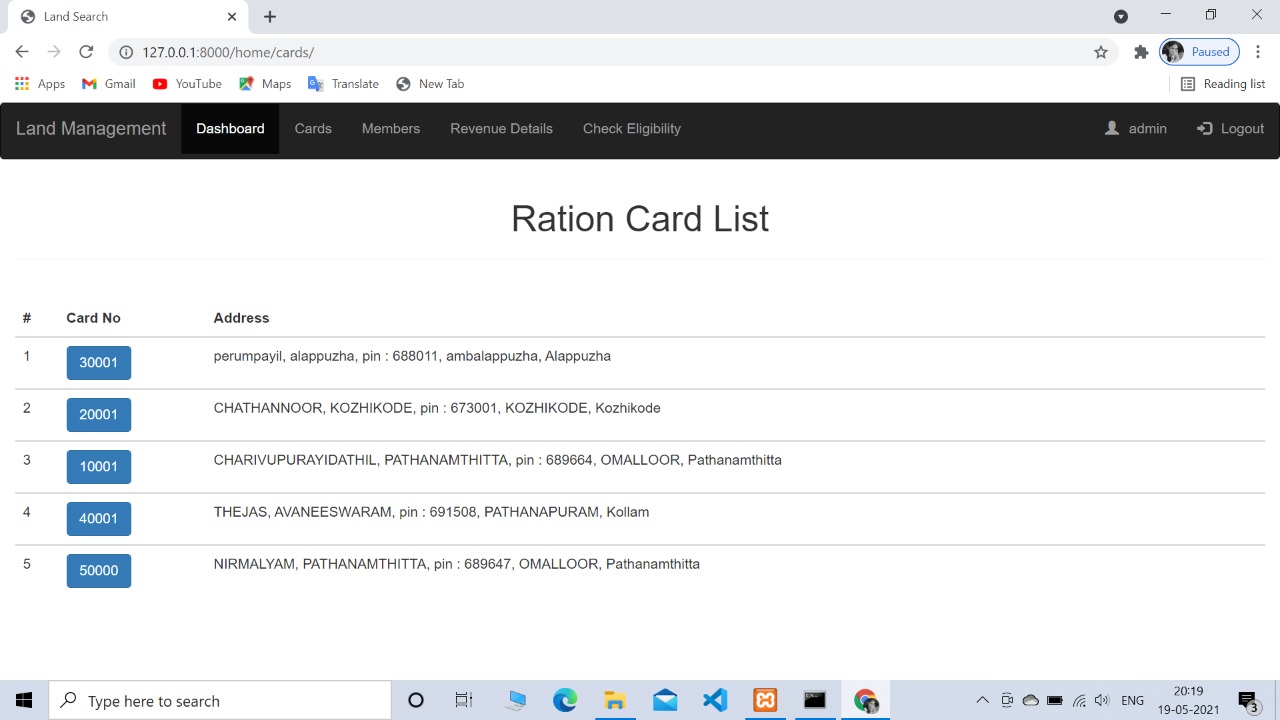 Land Search
127.0.0.1:8000/home/cards/
Paused
Apps Gmail YouTube Maps Translate New Tab Reading list
Land Management Dashboard Cards Members Revenue Details Check Eligibility admin Logout
Ration Card List
# Card No Address
1 30001 perumpayil, alappuzha, pin : 688011, ambalappuzha, Alappuzha
2 20001 CHATHANNOOR, KOZHIKODE, pin : 673001, KOZHIKODE, Kozhikode
3 10001 CHARIVUPURAYIDATHIL, PATHANAMTHITTA, pin : 689664, OMALLOOR, Pathanamthitta
4 40001 THEJAS, AVANEESWARAM, pin : 691508, PATHANAPURAM, Kollam
5 50000 NIRMALYAM, PATHANAMTHITTA, pin : 689647, OMALLOOR, Pathanamthitta
Type here to search ENG 20:19
19-05-2021 3